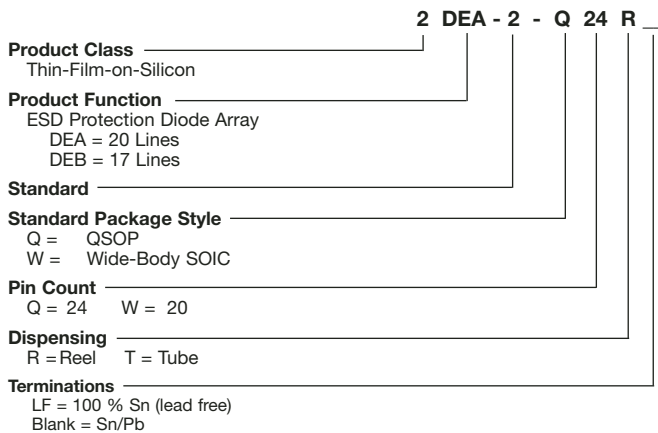 2 DEA - 2 - Q 24 R _
Product Class
Thin-Film-on-Silicon
Product Function
ESD Protection Diode Array
DEA = 20 Lines
DEB = 17 Lines
Standard
Standard Package Style
Q = QSOP
W = Wide-Body SOIC
Pin Count
Q = 24 W = 20
Dispensing
R = Reel T = Tube
Terminations
LF = 100 % Sn (lead free)
Blank = Sn/Pb